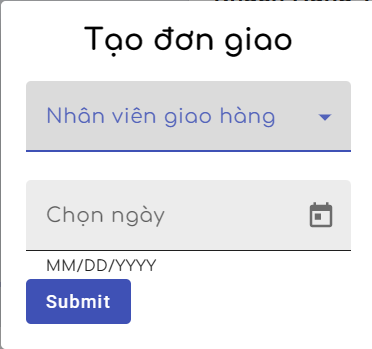 Tạo đơn giao
Nhân viên giao hàng
Chọn ngày
MM/DD/YYYY
Submit